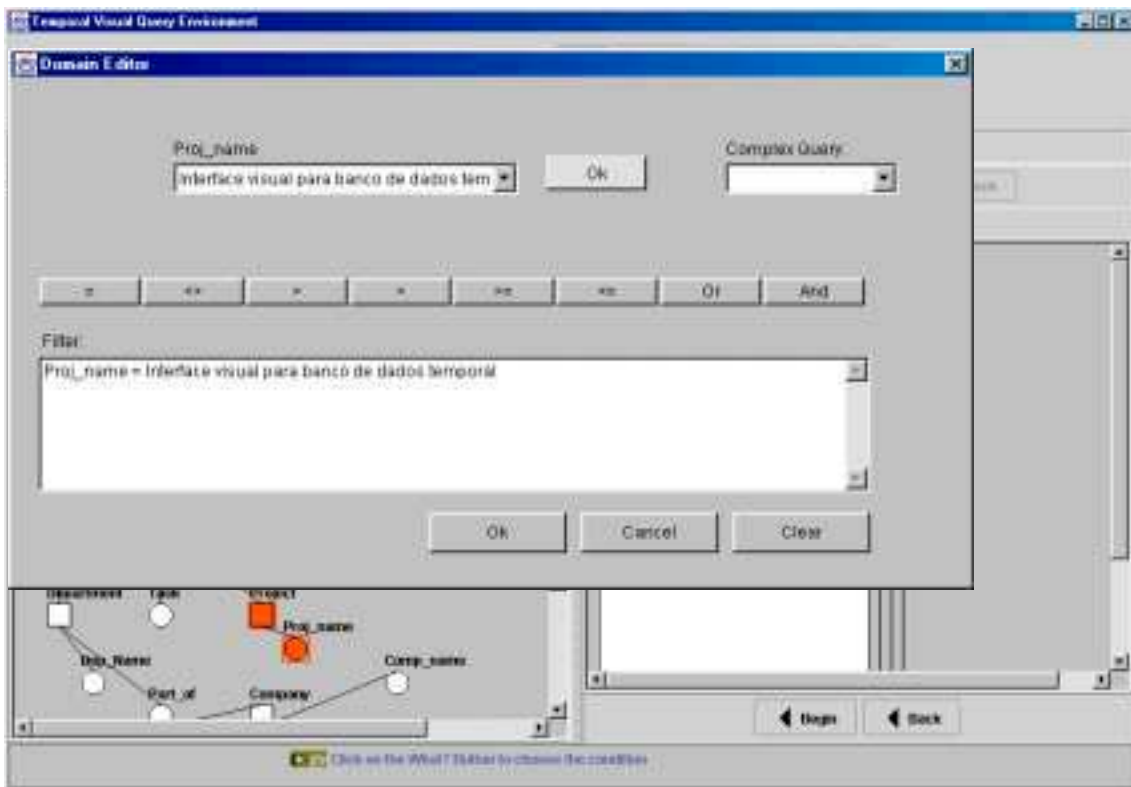 Temporal Visual Query Environment
Domain Editor
Proj_name
Complex Query:
Interface visual para banco de dados tem
Ok
=
<>
>=
<=
Or
And
Filter:
Proj_name = Interface visual para banco de dados temporal
Ok
Cancel
Clear
Department
Task
Project
Proj_name
Dep_Name
Comp_name
Part_of
Company
Begin
Back
Click on the What? Button to choose the condition